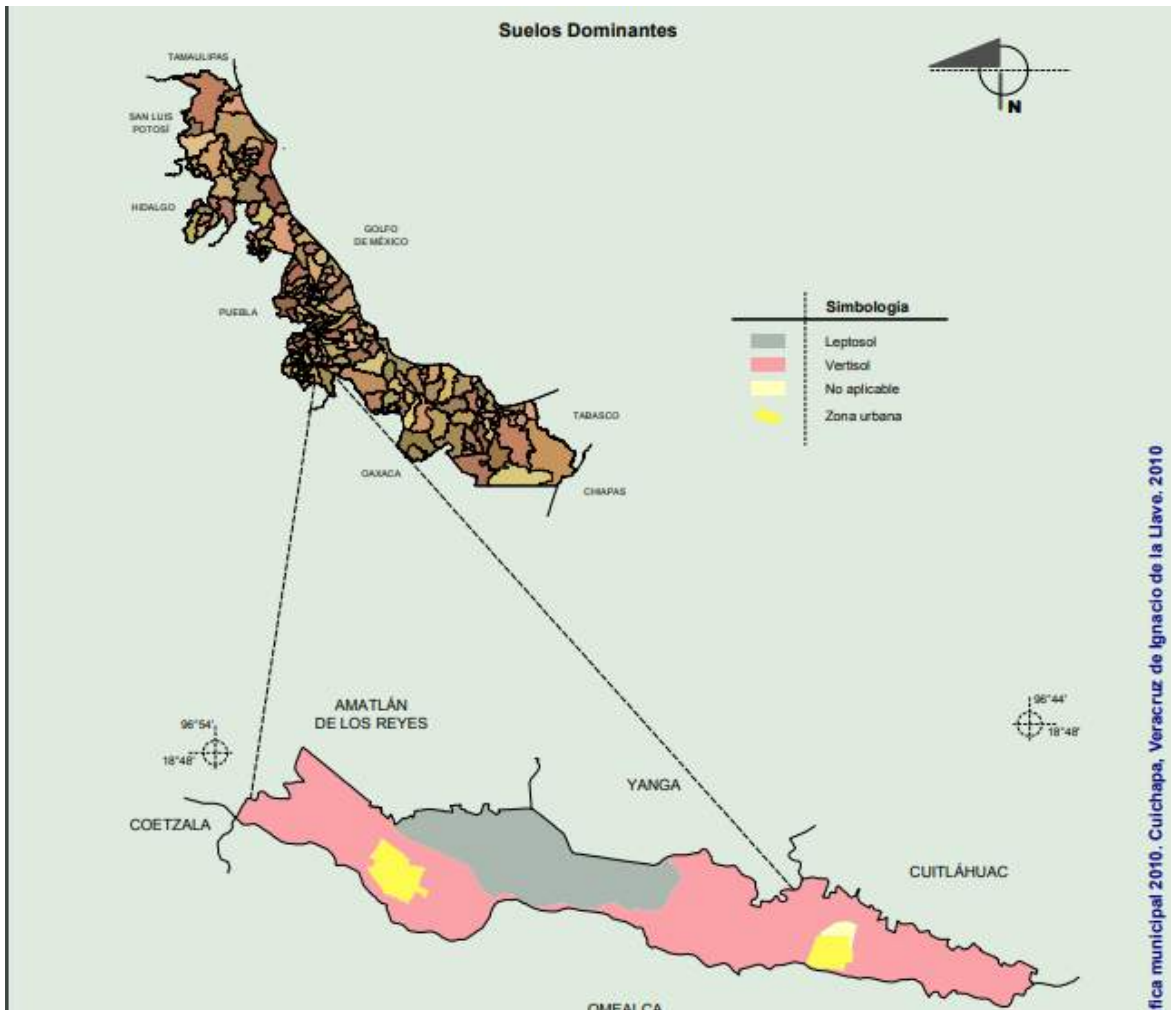 Suelos Dominantes
N
TAMAULIPAS
SAN LUIS
POTOSÍ
HIDALGO
GOLFO
DE MÉXICO
PUEBLA
TABASCO
OAXACA
CHIAPAS
Simbología
Leptosol
Vertisol
No aplicable
Zona urbana
96°54'
18°48'
96°44'
18°48'
AMATLÁN
DE LOS REYES
YANGA
COETZALA
CUITLÁHUAC
OMEALCA
fica municipal 2010. Cuichapa, Veracruz de Ignacio de la Llave. 2010